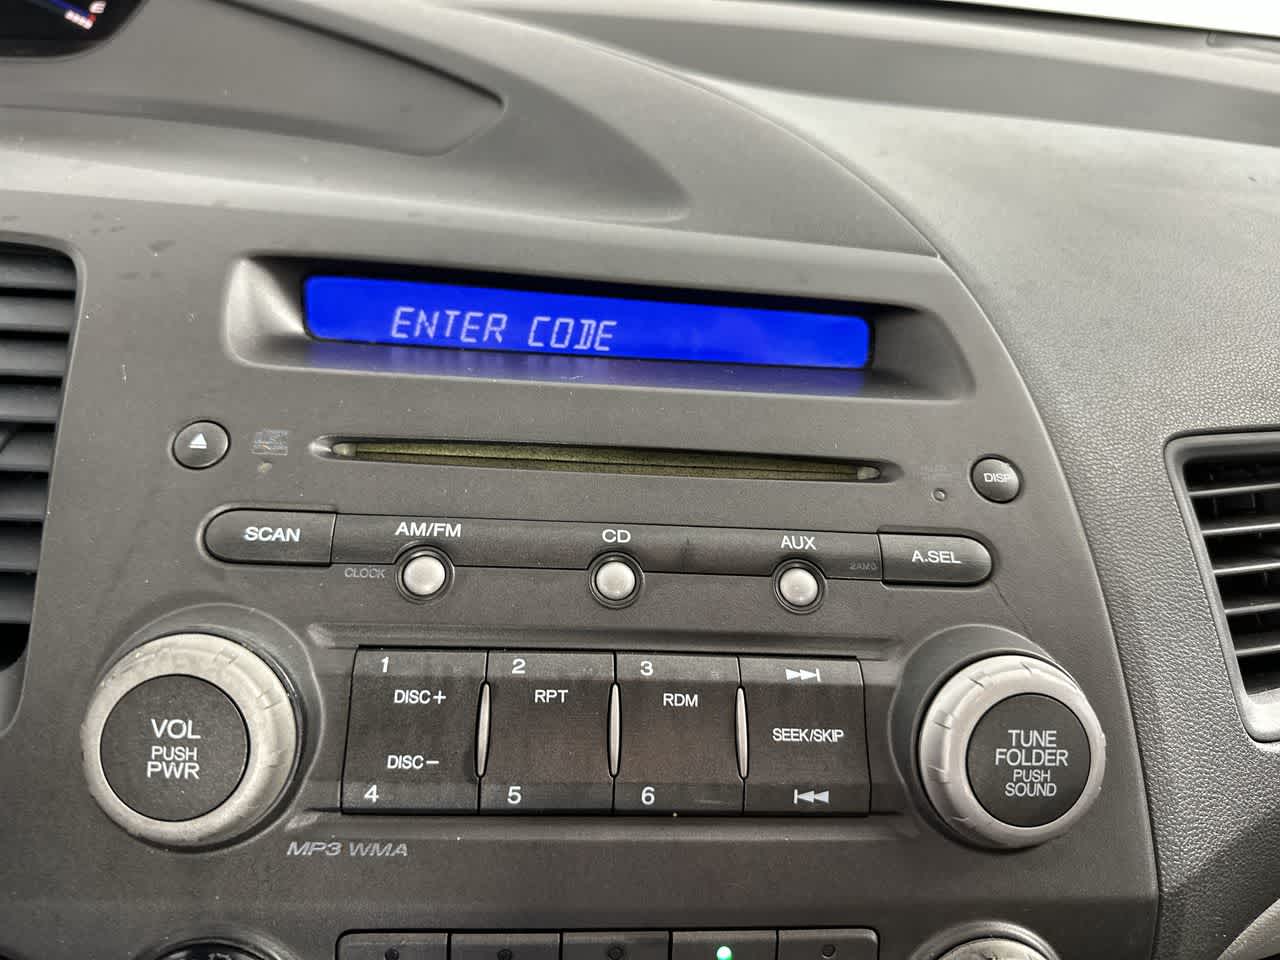 ENTER CODE
DISP
SCAN
AM/FM
CD
AUX
A.SEL
CLOCK
1
2
3
DISC+
RPT
RDM
SEEK/SKIP
DISC-
4
5
6
VOL
PUSH
PWR
TUNE
FOLDER
PUSH
SOUND
MP3 WMA